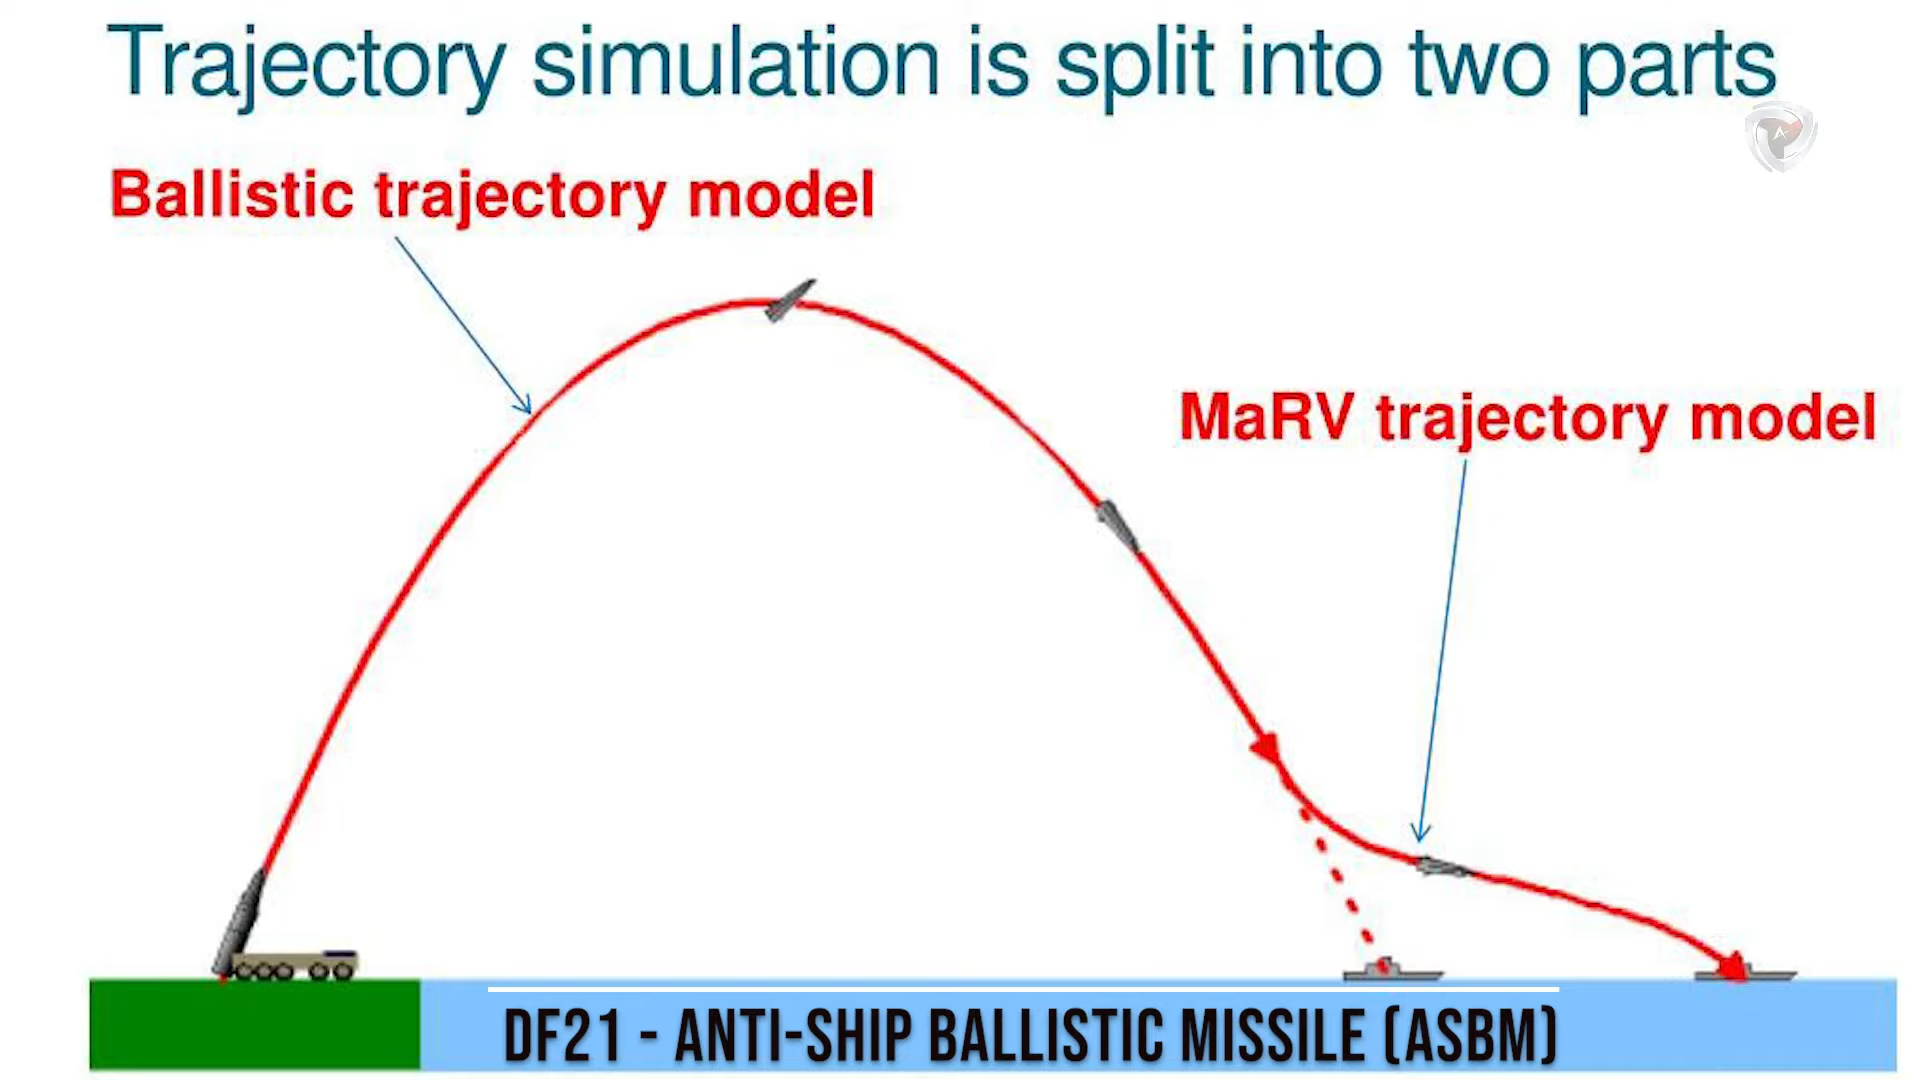 Trajectory simulation is split into two parts
Ballistic trajectory model
MaRV trajectory model
DF21 - ANTI-SHIP BALLISTIC MISSILE (ASBM)